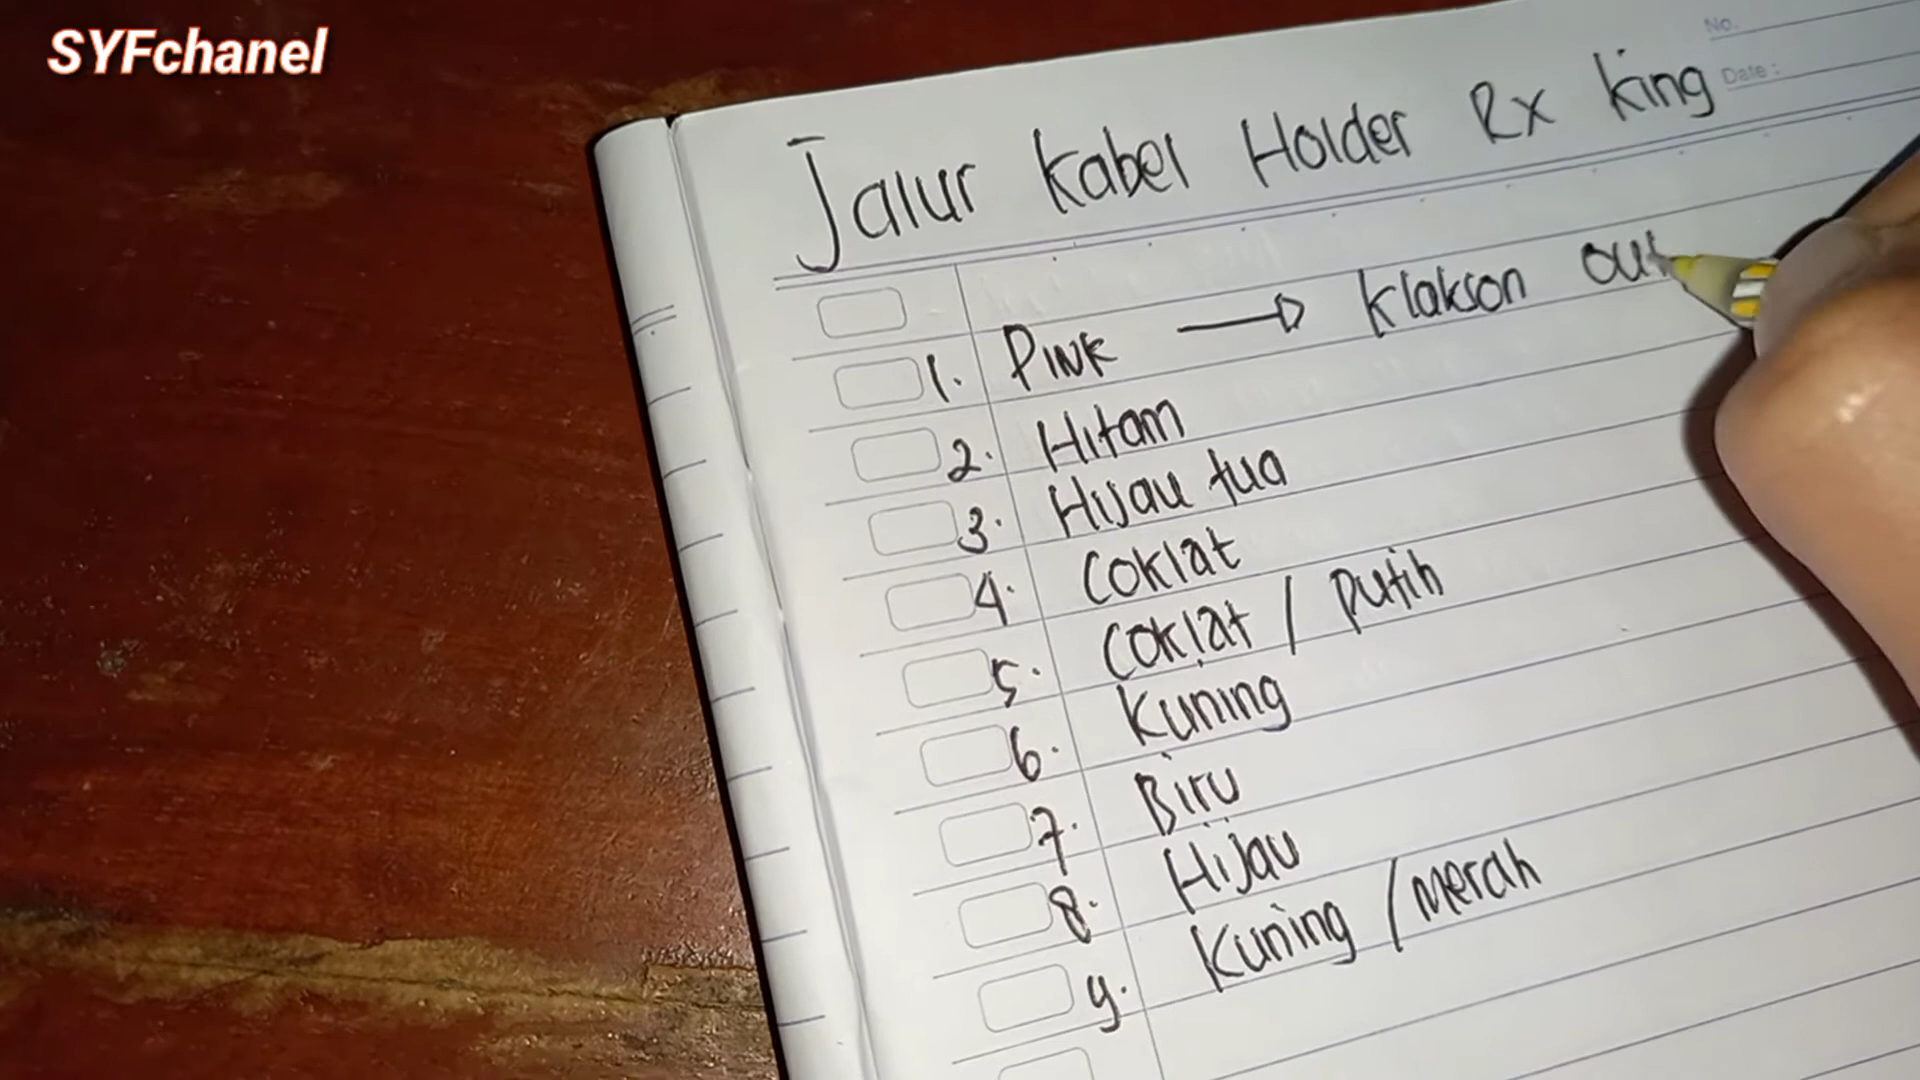 SYFchanel
No.
Date :
Jalur Kabel Holder Rx King
1. Pink → Klakson out
2. Hitam
3. Hijau tua
4. Coklat
5. Coklat / putih
6. Kuning
7. Biru
8. Hijau
9. Kuning / Merah